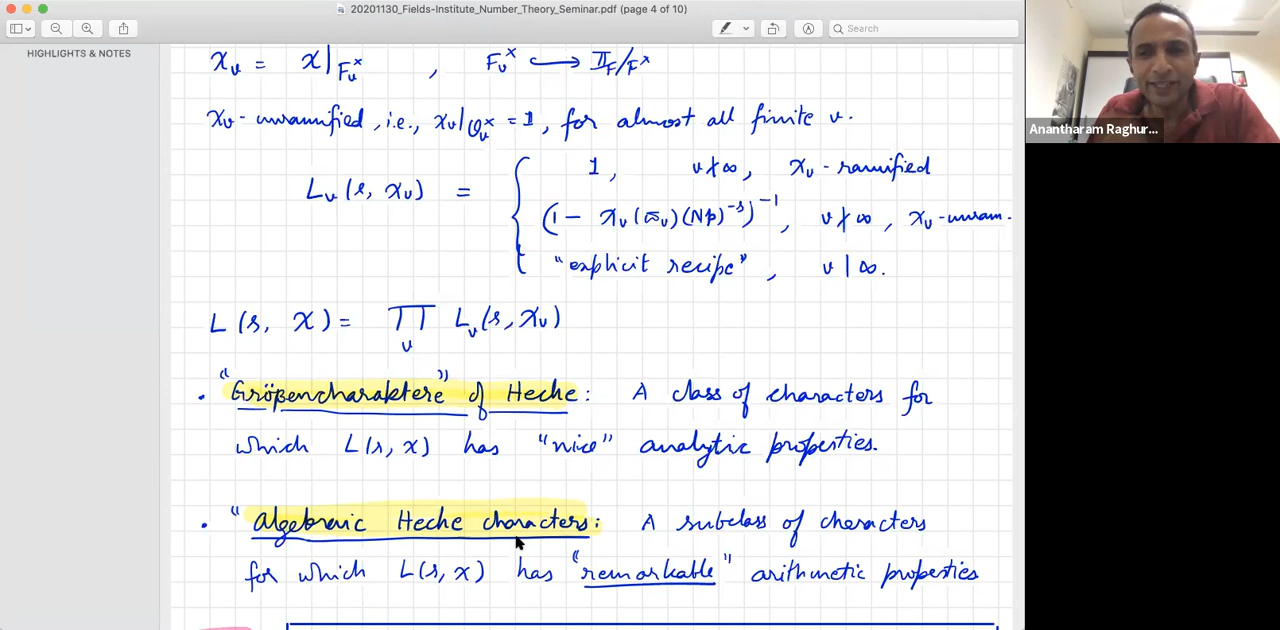 20201130_Fields-Institute_Number_Theory_Seminar.pdf (page 4 of 10)
Search
HIGHLIGHTS & NOTES
Anantharam Raghur...
χ_v = χ|_{F_v^×} , F_v^× ↪ 𝕀_F/F^×
χ_v - unramified, i.e., χ_v|_{O_v^×} = 1, for almost all finite v.
L_v(s, χ_v) = { 1, v∤∞, χ_v - ramified
(1 - χ_v(ϖ_v)(Np)^{-s})^{-1}, v∤∞, χ_v-unram.
"explicit recipe", v|∞.
L(s, χ) = ∏_v L_v(s, χ_v)
• "Größencharaktere" of Hecke: A class of characters for
which L(s, χ) has "nice" analytic properties.
• "Algebraic Hecke characters: A subclass of characters
for which L(s, χ) has "remarkable" arithmetic properties